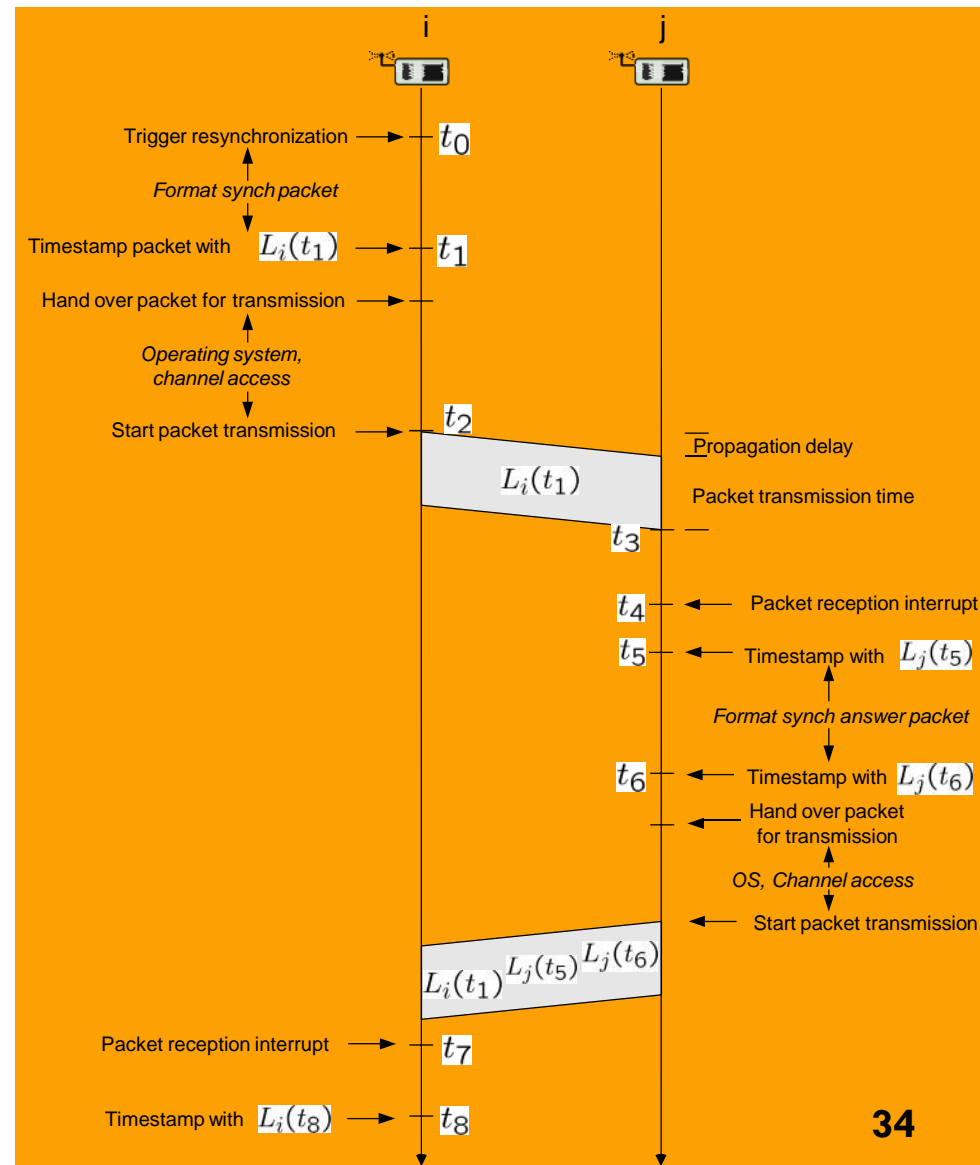 i
j
Trigger resynchronization
t0
Format synch packet
Timestamp packet with Li(t1)
t1
Hand over packet for transmission
Operating system,
channel access
Start packet transmission
t2
Propagation delay
Li(t1)
Packet transmission time
t3
t4
Packet reception interrupt
t5
Timestamp with Lj(t5)
Format synch answer packet
t6
Timestamp with Lj(t6)
Hand over packet
for transmission
OS, Channel access
Start packet transmission
Li(t1) Lj(t5) Lj(t6)
Packet reception interrupt
t7
Timestamp with Li(t8)
t8
34